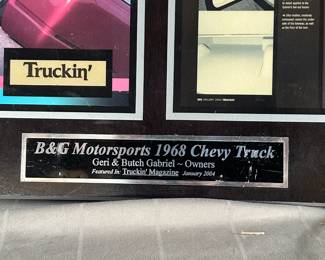 Truckin'
B&G Motorsports 1968 Chevy Truck
Geri & Butch Gabriel ~ Owners
Featured In: Truckin' Magazine January 2004